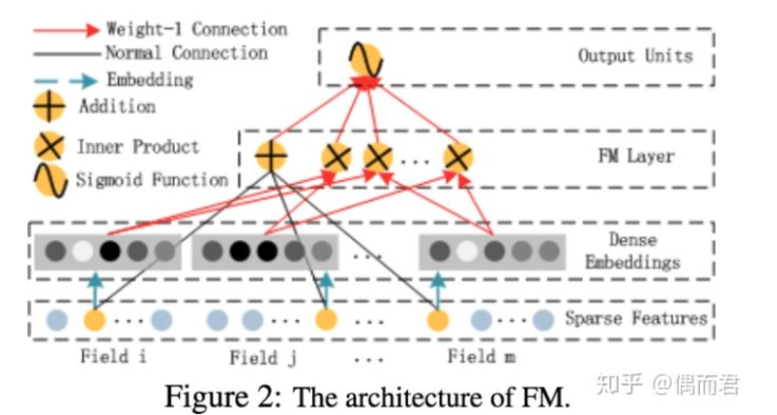 Weight-1 Connection
Normal Connection
Embedding
Addition
Inner Product
Sigmoid Function
Output Units
FM Layer
Dense
Embeddings
Sparse Features
Field i
Field j
...
Field m
Figure 2: The architecture of FM.
知乎 @偶而君